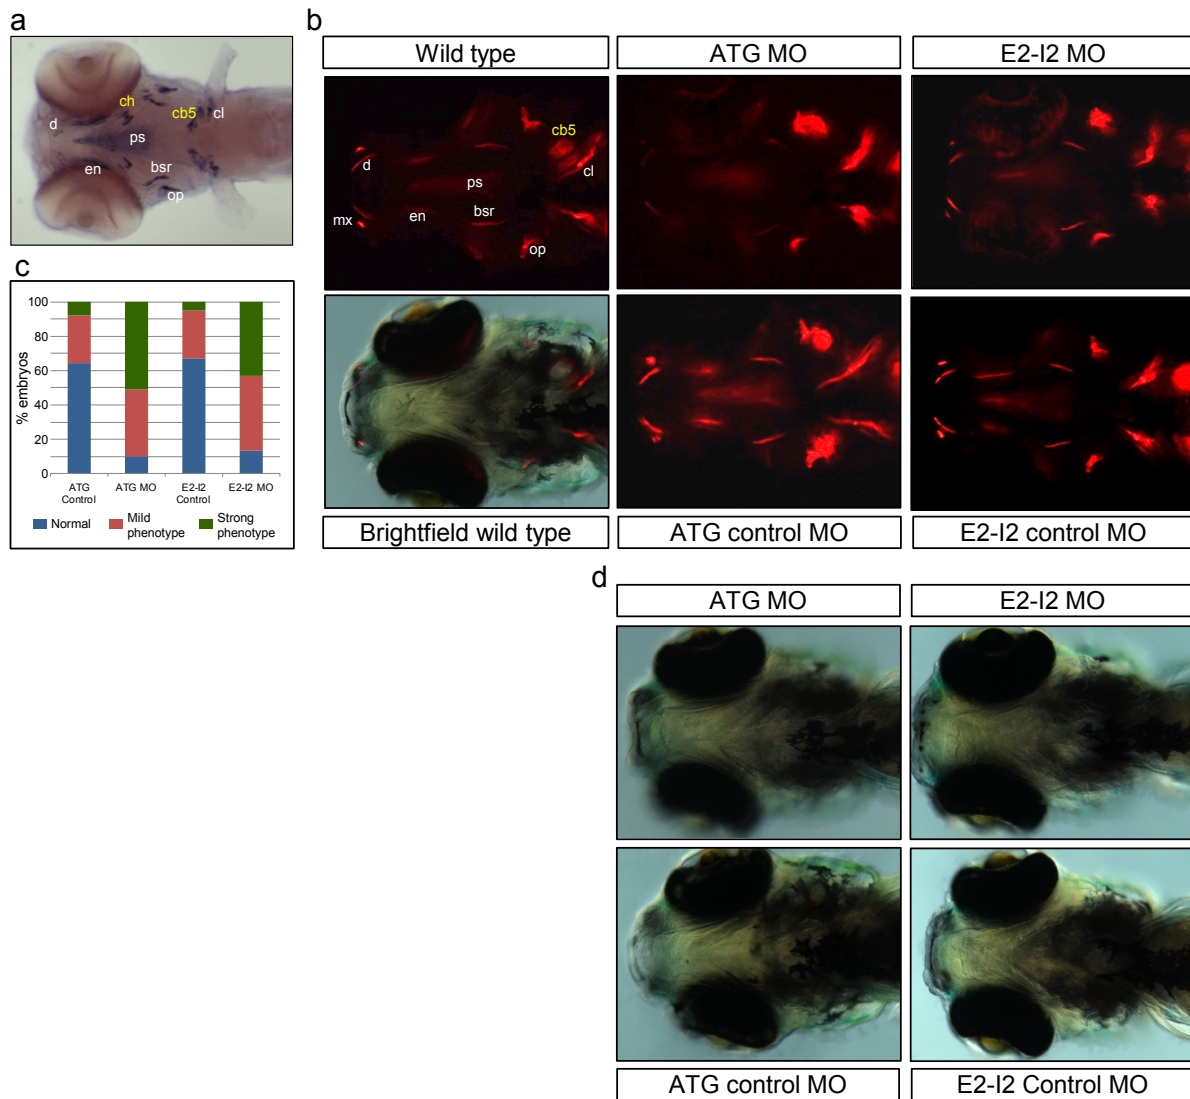 a
ch
cb5
cl
d
ps
en
bsr
op
b
Wild type
ATG MO
E2-I2 MO
cb5
d
cl
ps
mx
en
bsr
op
Brightfield wild type
ATG control MO
E2-I2 control MO
c
% embryos
100
80
60
40
20
0
ATG Control
ATG MO
E2-I2 Control
E2-I2 MO
Normal
Mild phenotype
Strong phenotype
d
ATG MO
E2-I2 MO
ATG control MO
E2-I2 Control MO